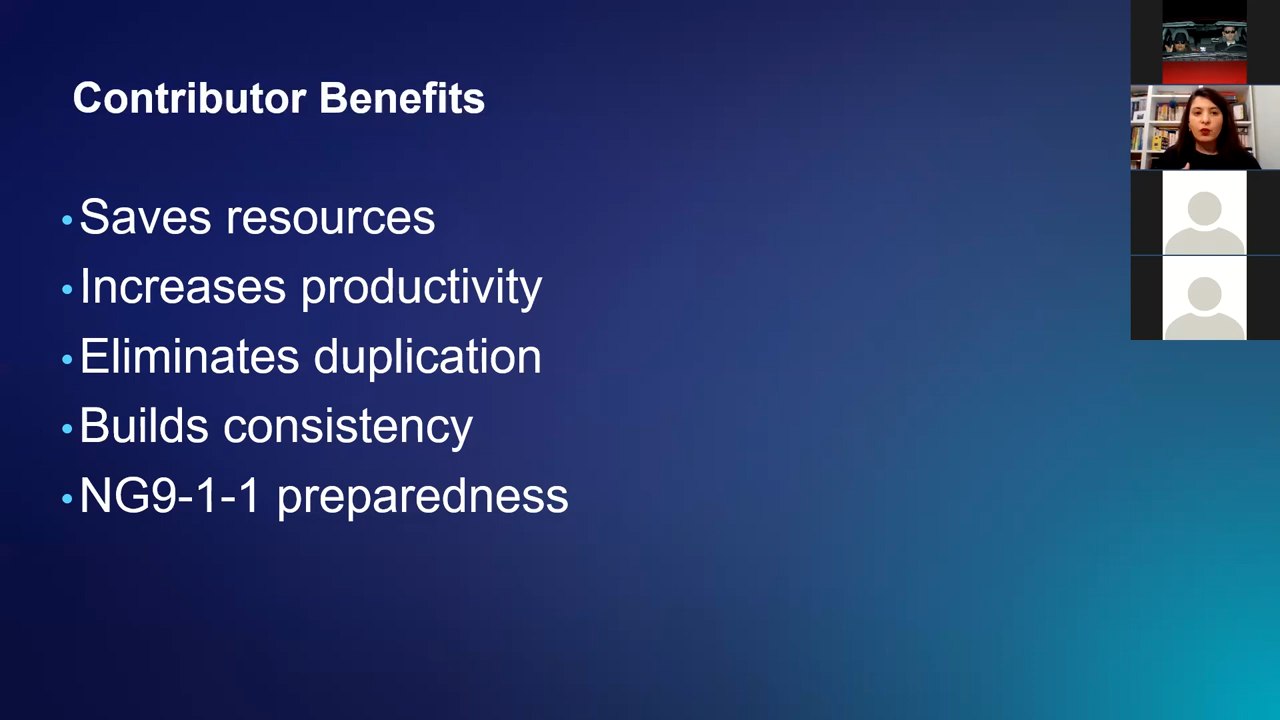 Contributor Benefits
• Saves resources
• Increases productivity
• Eliminates duplication
• Builds consistency
• NG9-1-1 preparedness